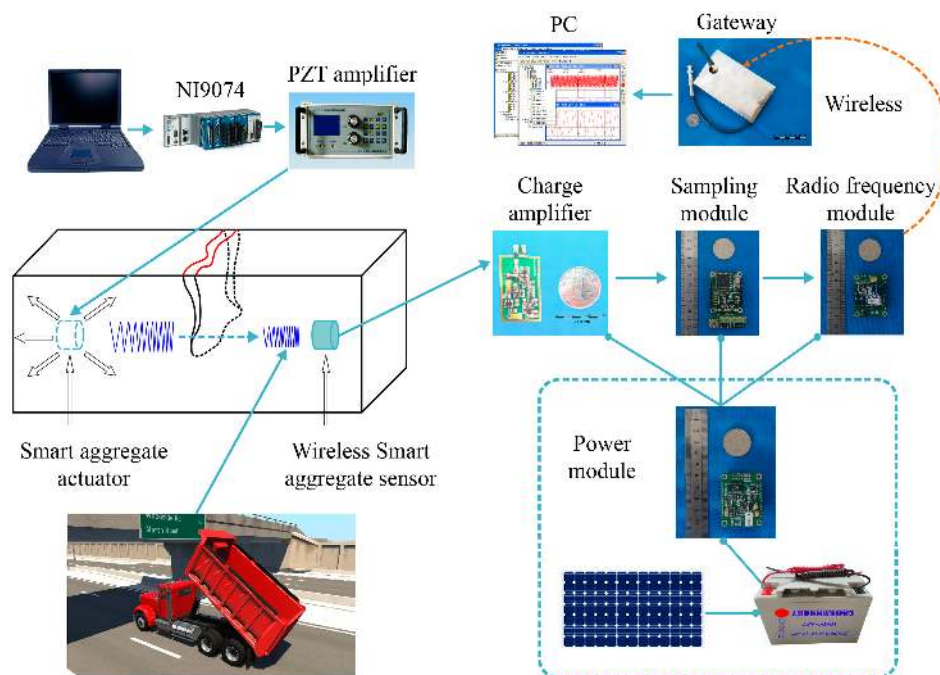 PC
Gateway
PZT amplifier
NI9074
Wireless
Charge
amplifier
Sampling
module
Radio frequency
module
Smart aggregate
actuator
Wireless Smart
aggregate sensor
Power
module